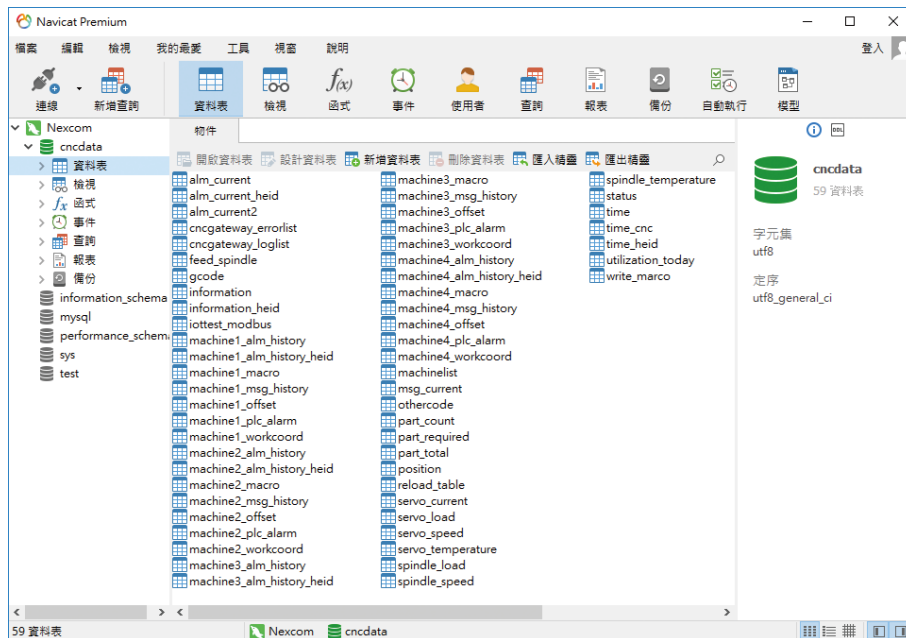 Navicat Premium
檔案 編輯 檢視 我的最愛 工具 視窗 說明 登入
連線 新增查詢 資料表 檢視 f(x) 函式 事件 使用者 查詢 報表 備份 自動執行 模型
Nexcom
cncdata
資料表
檢視
fx 函式
事件
查詢
報表
備份
information_schema
mysql
performance_schem
sys
test
物件
開啟資料表 設計資料表 新增資料表 刪除資料表 匯入精靈 匯出精靈
alm_current
alm_current_heid
alm_current2
cncgateway_errorlist
cncgateway_loglist
feed_spindle
gcode
information
information_heid
iottest_modbus
machine1_alm_history
machine1_alm_history_heid
machine1_macro
machine1_msg_history
machine1_offset
machine1_plc_alarm
machine1_workcoord
machine2_alm_history
machine2_alm_history_heid
machine2_macro
machine2_msg_history
machine2_offset
machine2_plc_alarm
machine2_workcoord
machine3_alm_history
machine3_alm_history_heid
machine3_macro
machine3_msg_history
machine3_offset
machine3_plc_alarm
machine3_workcoord
machine4_alm_history
machine4_alm_history_heid
machine4_macro
machine4_msg_history
machine4_offset
machine4_plc_alarm
machine4_workcoord
machinelist
msg_current
othercode
part_count
part_required
part_total
position
reload_table
servo_current
servo_load
servo_speed
servo_temperature
spindle_load
spindle_speed
spindle_temperature
status
time
time_cnc
time_heid
utilization_today
write_marco
DDL
cncdata
59 資料表
字元集
utf8
定序
utf8_general_ci
59 資料表 Nexcom cncdata